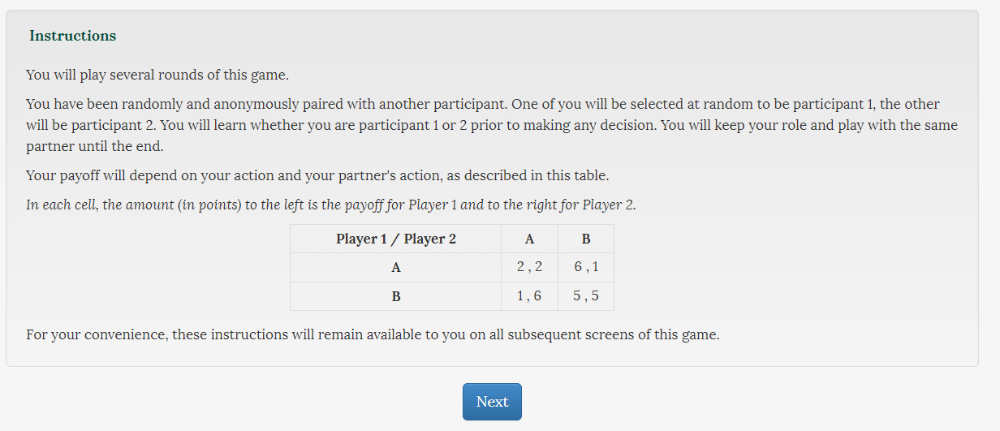 Instructions
You will play several rounds of this game.
You have been randomly and anonymously paired with another participant. One of you will be selected at random to be participant 1, the other
will be participant 2. You will learn whether you are participant 1 or 2 prior to making any decision. You will keep your role and play with the same
partner until the end.
Your payoff will depend on your action and your partner's action, as described in this table.
In each cell, the amount (in points) to the left is the payoff for Player 1 and to the right for Player 2.
Player 1 / Player 2 A B
A 2 , 2 6 , 1
B 1 , 6 5 , 5
For your convenience, these instructions will remain available to you on all subsequent screens of this game.
Next